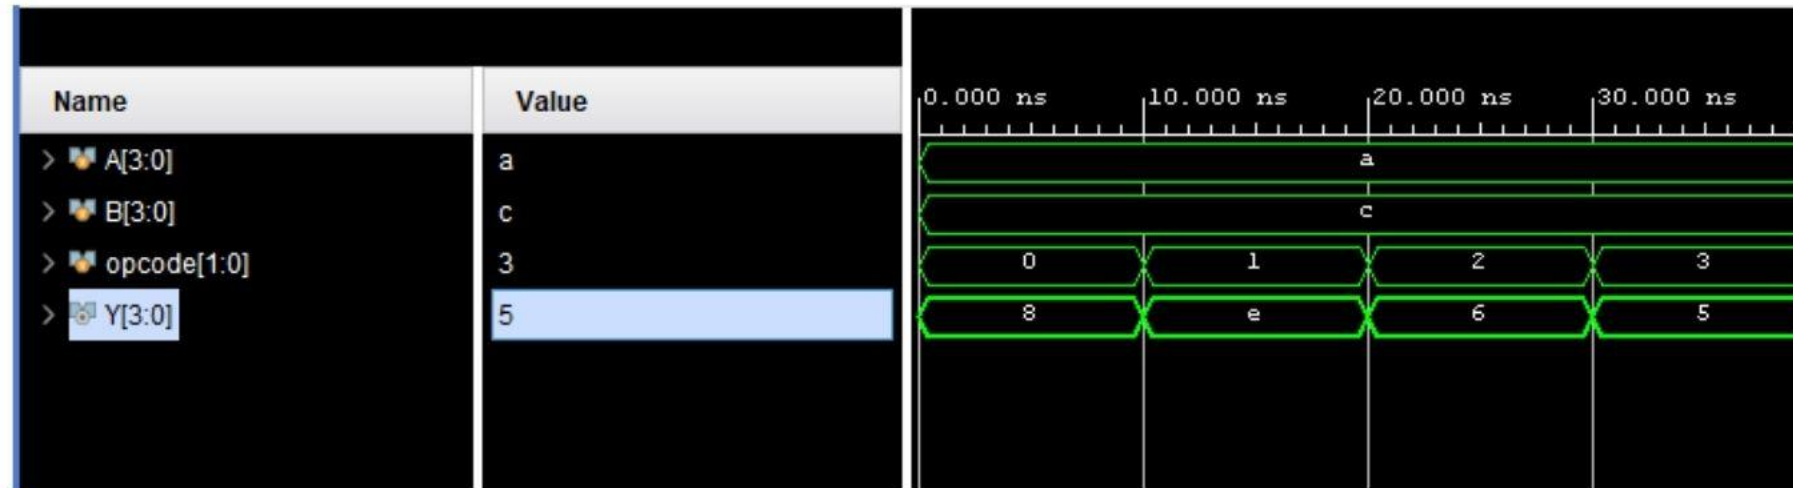 Name Value 0.000 ns 10.000 ns 20.000 ns 30.000 ns
A[3:0] a a
B[3:0] c c
opcode[1:0] 3 0 1 2 3
Y[3:0] 5 8 e 6 5